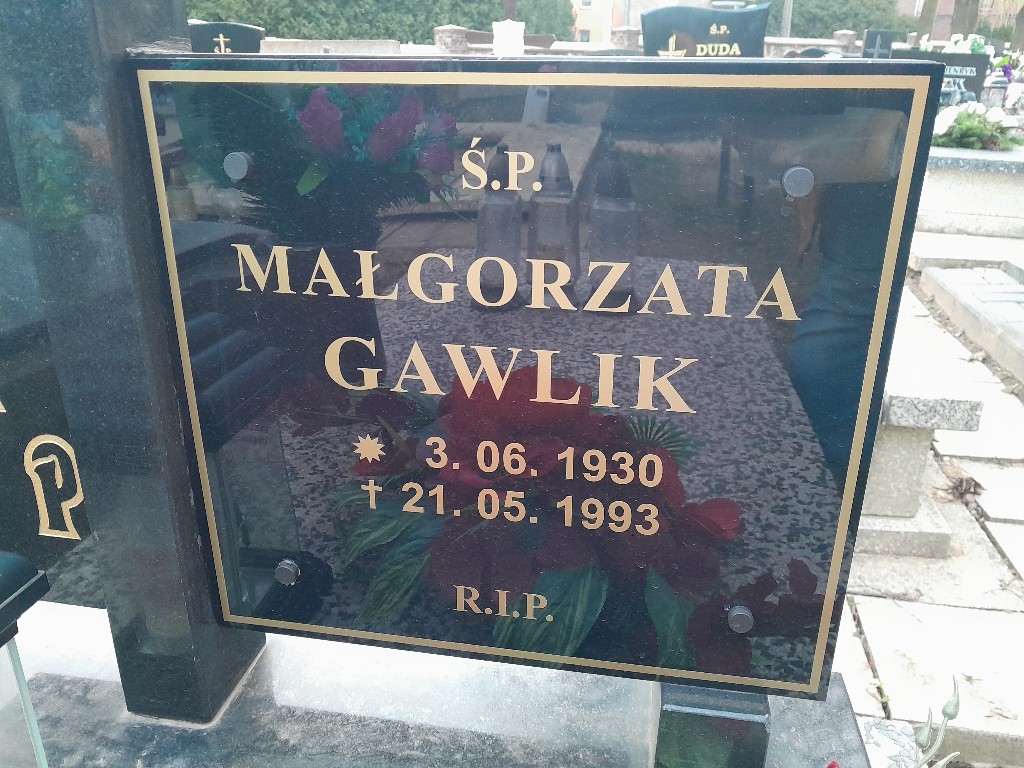 Ś.P.
DUDA
Ś.P.
MAŁGORZATA
GAWLIK
3. 06. 1930
† 21. 05. 1993
R.I.P.